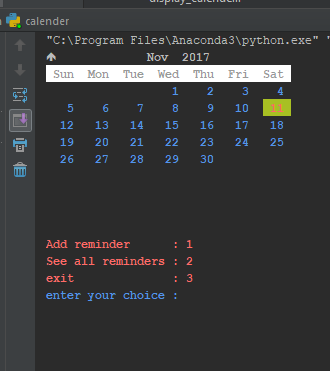 calender
"C:\Program Files\Anaconda3\python.exe" "
Nov 2017
Sun Mon Tue Wed Thu Fri Sat
1 2 3 4
5 6 7 8 9 10 11
12 13 14 15 16 17 18
19 20 21 22 23 24 25
26 27 28 29 30
Add reminder : 1
See all reminders : 2
exit : 3
enter your choice :